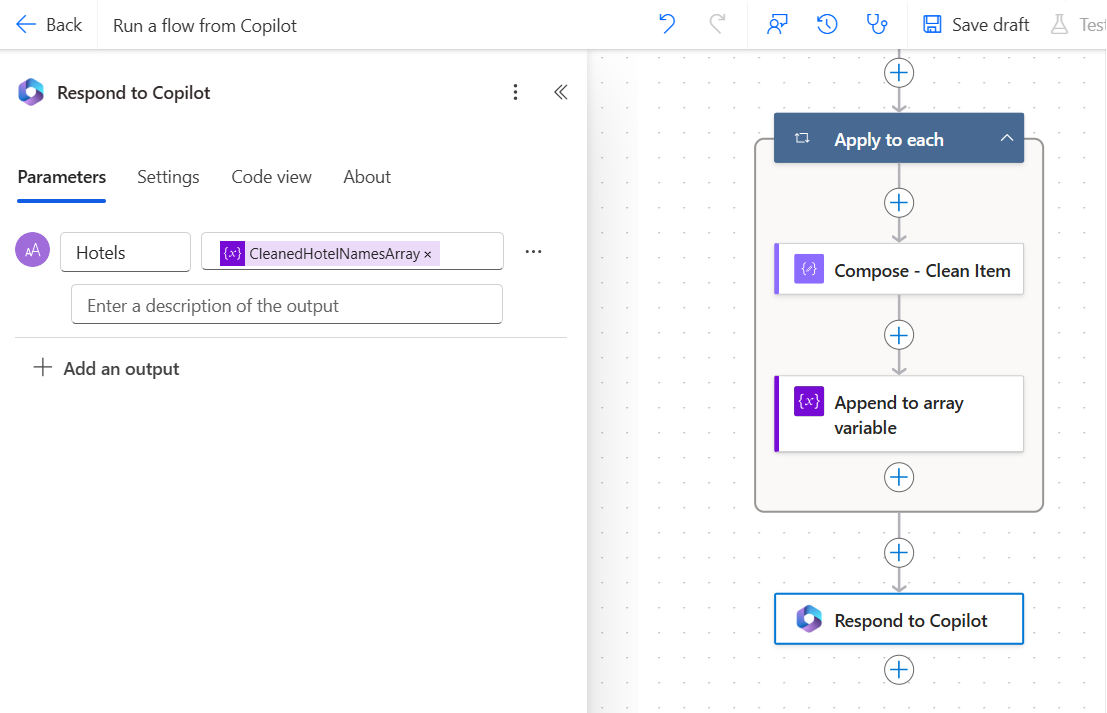 Back
Run a flow from Copilot
Save draft
Test
Respond to Copilot
Parameters
Settings
Code view
About
AA
Hotels
{x} CleanedHotelNamesArray ×
Enter a description of the output
Add an output
Apply to each
Compose - Clean Item
{x} Append to array
variable
Respond to Copilot